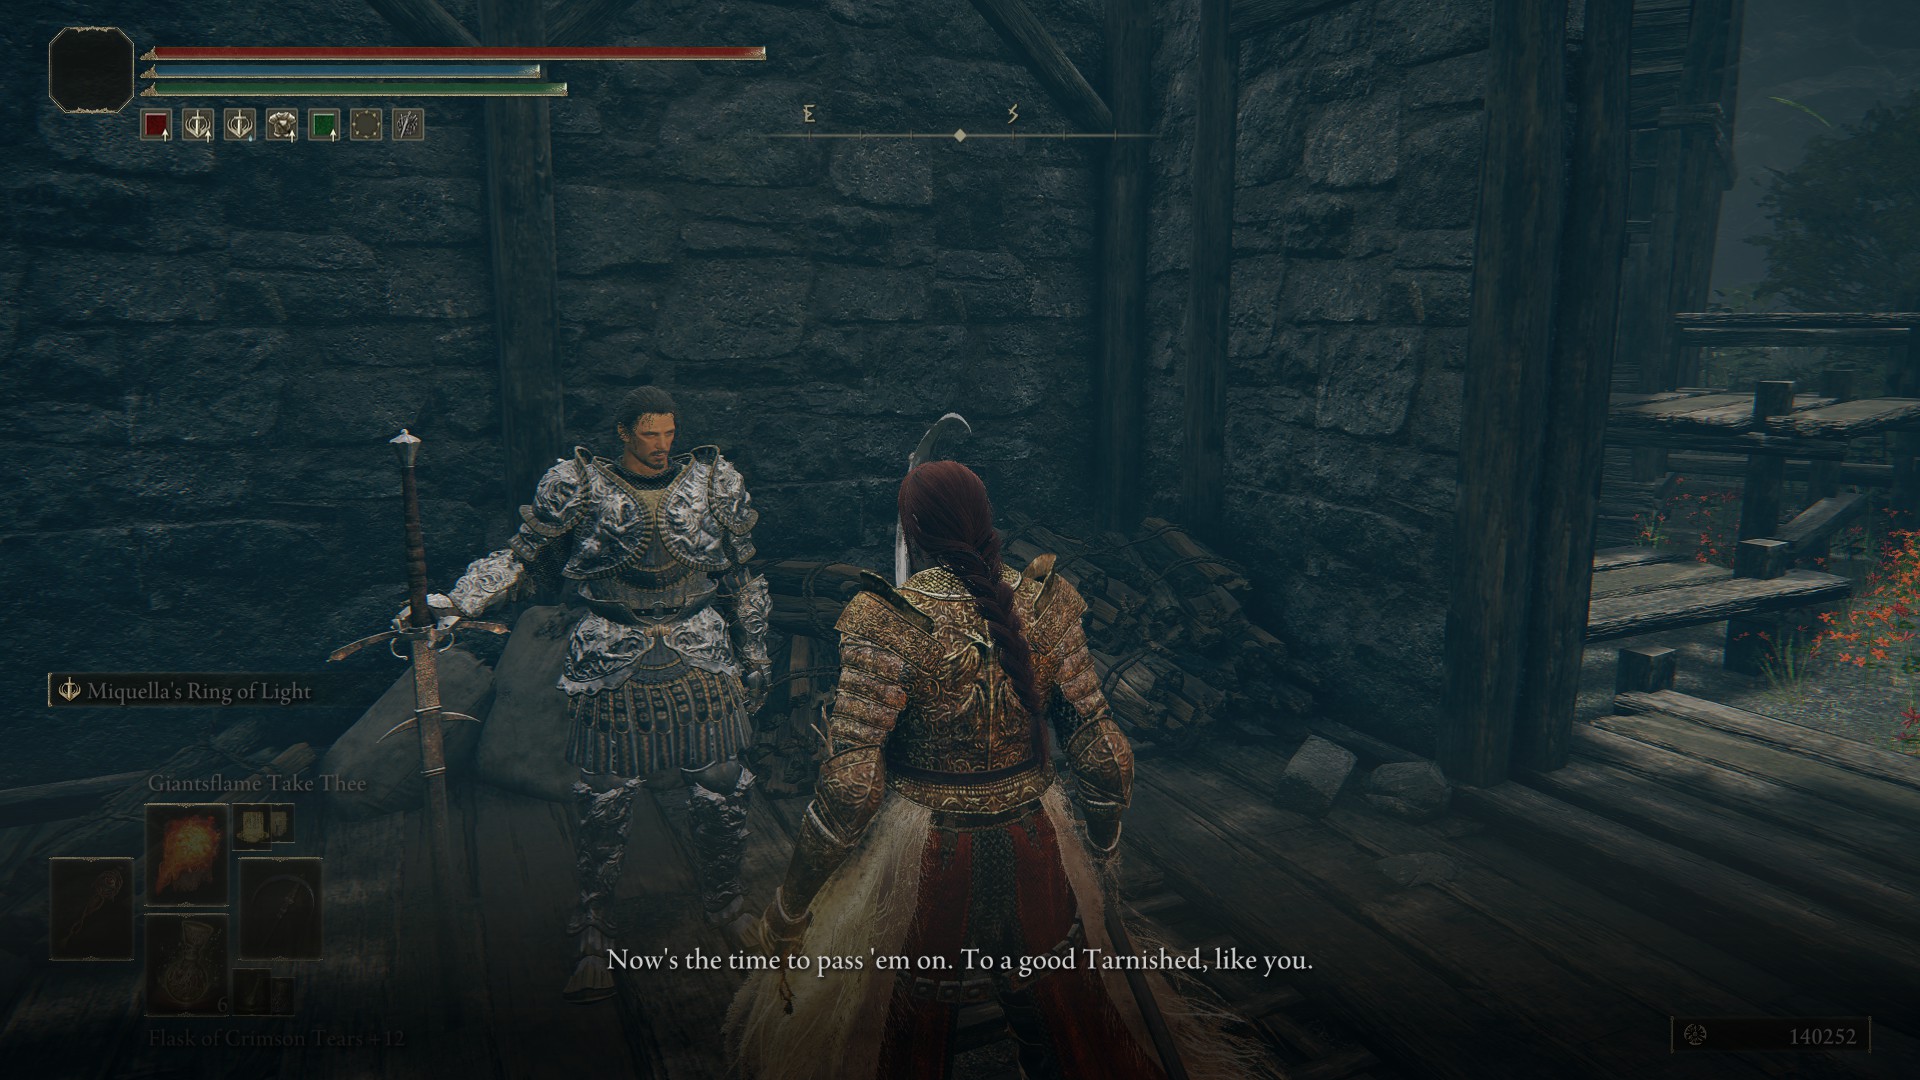 E S
Miquella's Ring of Light
Giantsflame Take Thee
6
Now's the time to pass 'em on. To a good Tarnished, like you.
Flask of Crimson Tears +12
140252